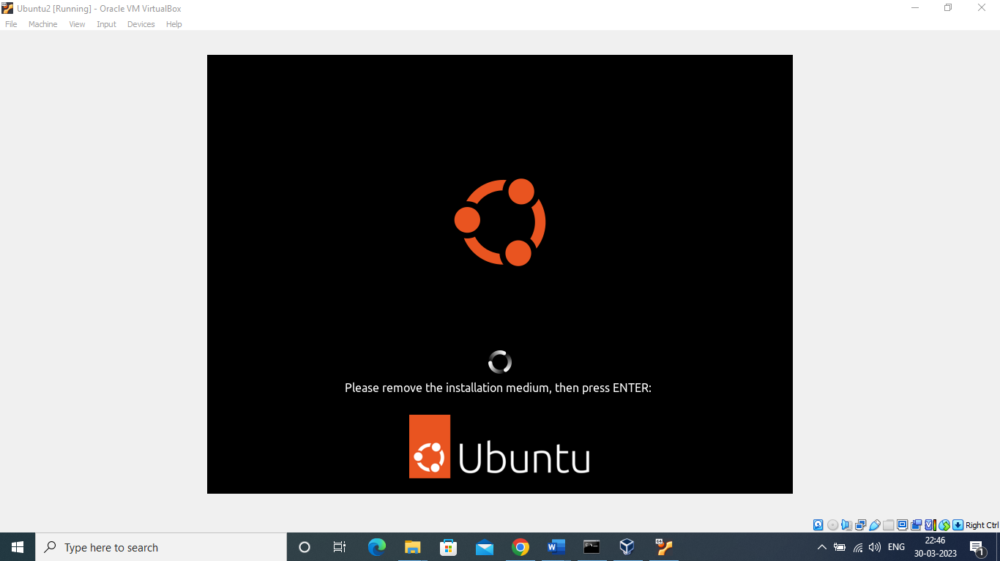 Ubuntu2 [Running] - Oracle VM VirtualBox
File Machine View Input Devices Help
Please remove the installation medium, then press ENTER:
Ubuntu
Right Ctrl
Type here to search
ENG
22:46
30-03-2023
1